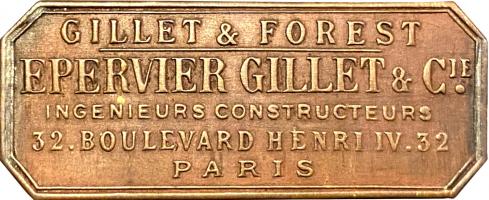 GILLET & FOREST
EPERVIER GILLET & CIE.
INGENIEURS CONSTRUCTEURS
32. BOULEVARD HENRI IV. 32
PARIS